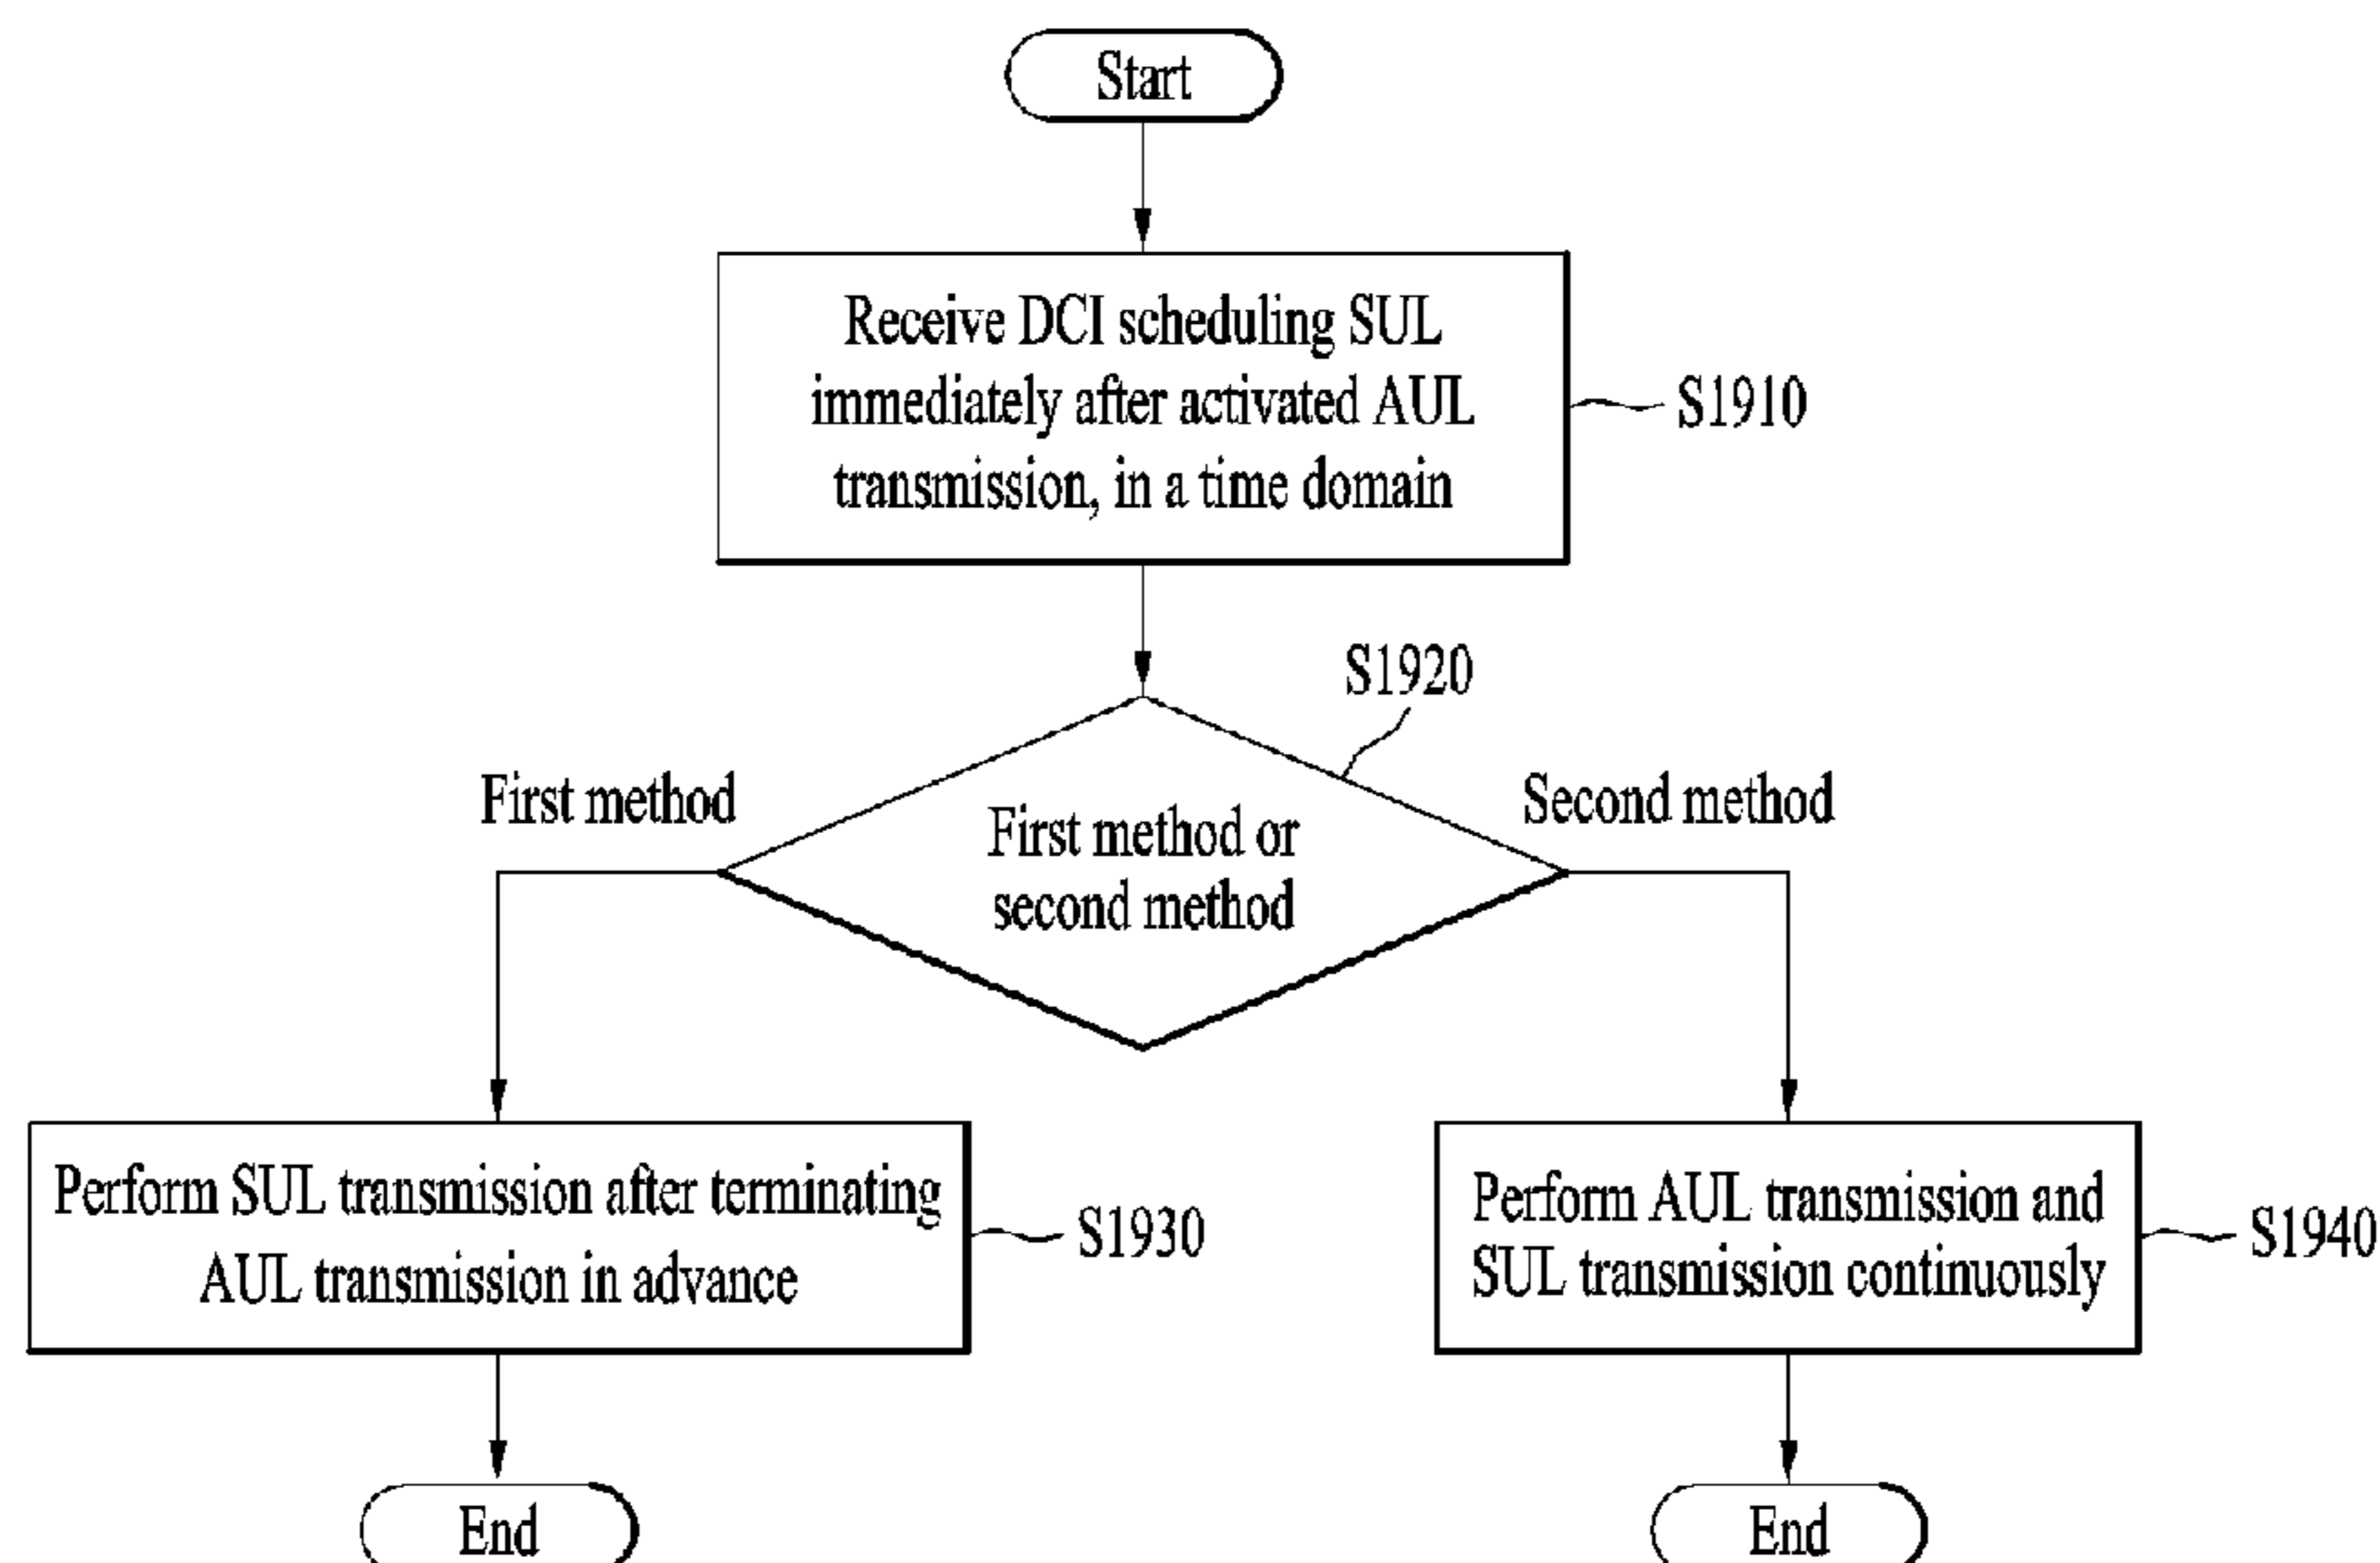 Start
Receive DCI scheduling SUL
immediately after activated AUL
transmission, in a time domain
S1910
S1920
First method
Second method
First method or
second method
Perform SUL transmission after terminating
AUL transmission in advance
S1930
Perform AUL transmission and
SUL transmission continuously
S1940
End
End